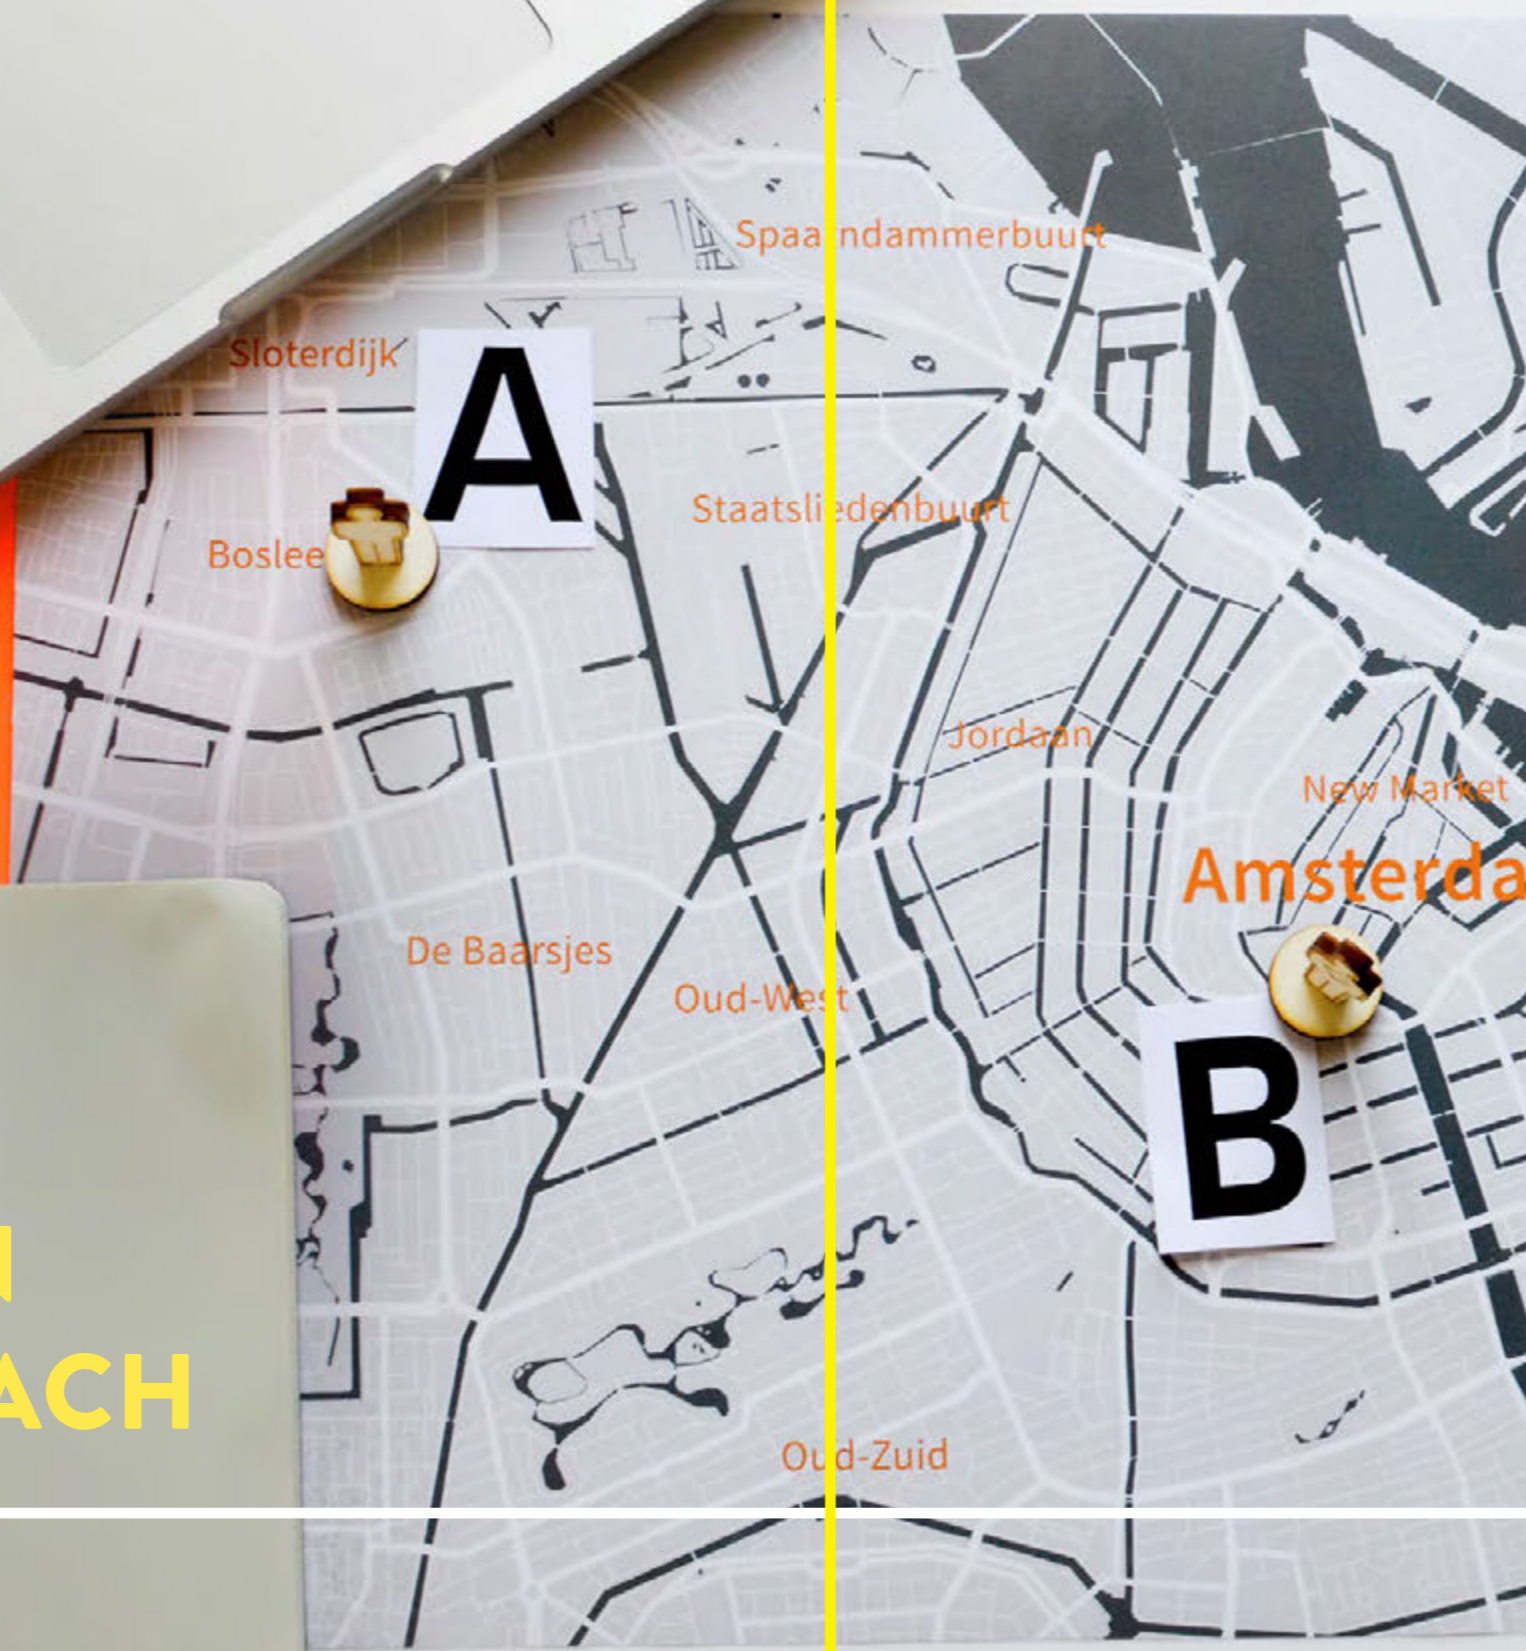 Spaarndammerbuurt
Sloterdijk
A
Staatsliedenbuurt
Boslee
Jordaan
New Market
Amsterda
De Baarsjes
Oud-West
B
N
ACH
Oud-Zuid